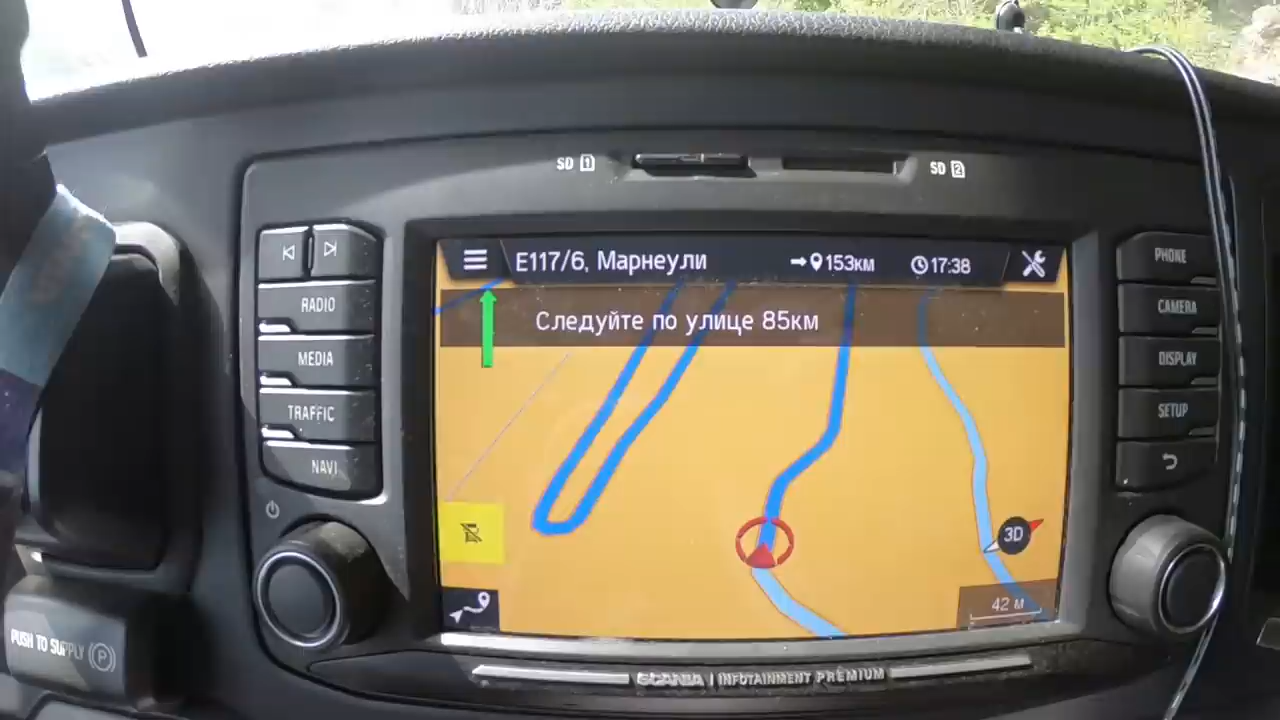 SD 1
SD 2
E117/6, Марнеули
153км
17:38
Следуйте по улице 85км
RADIO
MEDIA
TRAFFIC
NAVI
PHONE
CAMERA
DISPLAY
SETUP
3D
42 м
PUSH TO SUPPLY (P)
SCANIA | INFOTAINMENT PREMIUM